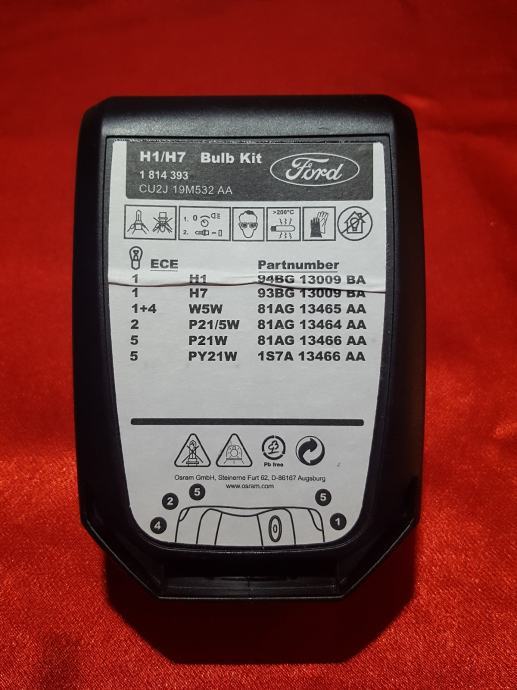 H1/H7 Bulb Kit
1 814 393
CU2J 19M532 AA
Ford
1. 0
2.
>200°C
ECE Partnumber
1 H1 94BG 13009 BA
1 H7 93BG 13009 BA
1+4 W5W 81AG 13465 AA
2 P21/5W 81AG 13464 AA
5 P21W 81AG 13466 AA
5 PY21W 1S7A 13466 AA
Pb free
Osram GmbH, Steinerne Furt 62, D-86167 Augsburg
www.osram.com
2 5 5
4 1